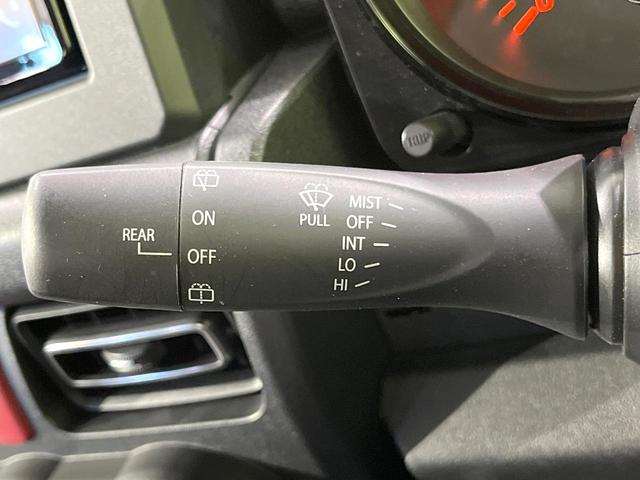 TRIP
MIST
OFF
INT
LO
HI
PULL
ON
OFF
REAR